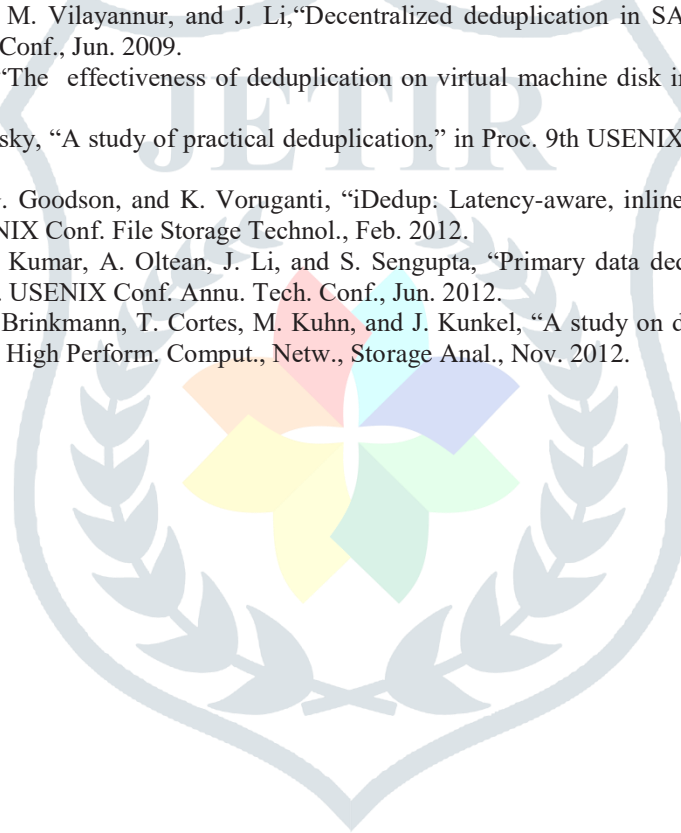 M. Vilayannur, and J. Li,“Decentralized deduplication in SA
Conf., Jun. 2009.
“The effectiveness of deduplication on virtual machine disk i
JETIR
sky, “A study of practical deduplication,” in Proc. 9th USENIX
. Goodson, and K. Voruganti, “iDedup: Latency-aware, inline
NIX Conf. File Storage Technol., Feb. 2012.
Kumar, A. Oltean, J. Li, and S. Sengupta, “Primary data dec
. USENIX Conf. Annu. Tech. Conf., Jun. 2012.
Brinkmann, T. Cortes, M. Kuhn, and J. Kunkel, “A study on d
High Perform. Comput., Netw., Storage Anal., Nov. 2012.